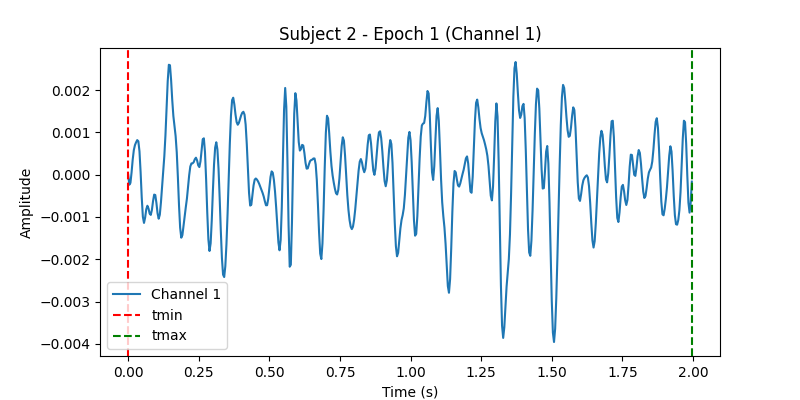 Subject 2 - Epoch 1 (Channel 1)
Amplitude
0.002
0.001
0.000
−0.001
−0.002
−0.003
−0.004
Channel 1
tmin
tmax
0.00 0.25 0.50 0.75 1.00 1.25 1.50 1.75 2.00
Time (s)